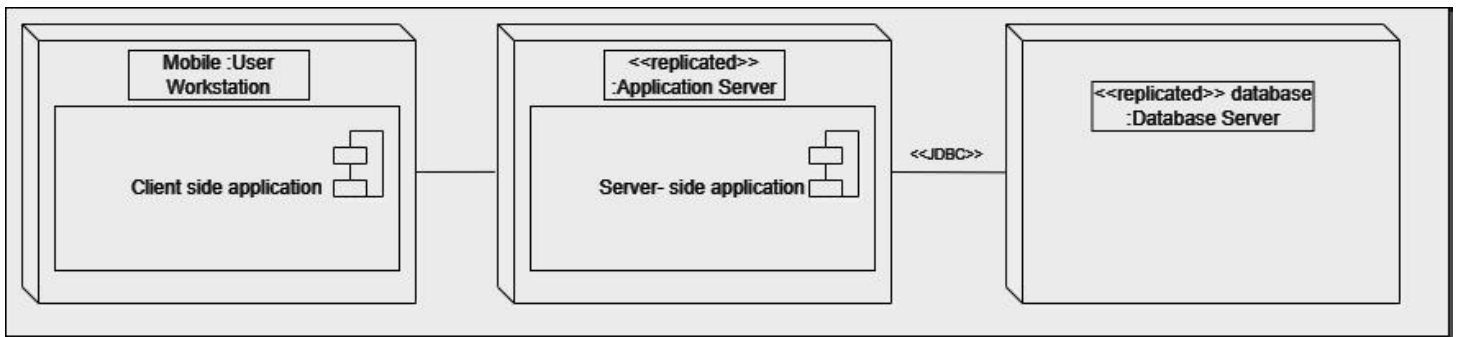 Mobile :User
Workstation
Client side application
<<replicated>>
:Application Server
Server- side application
<<JDBC>>
<<replicated>> database
:Database Server